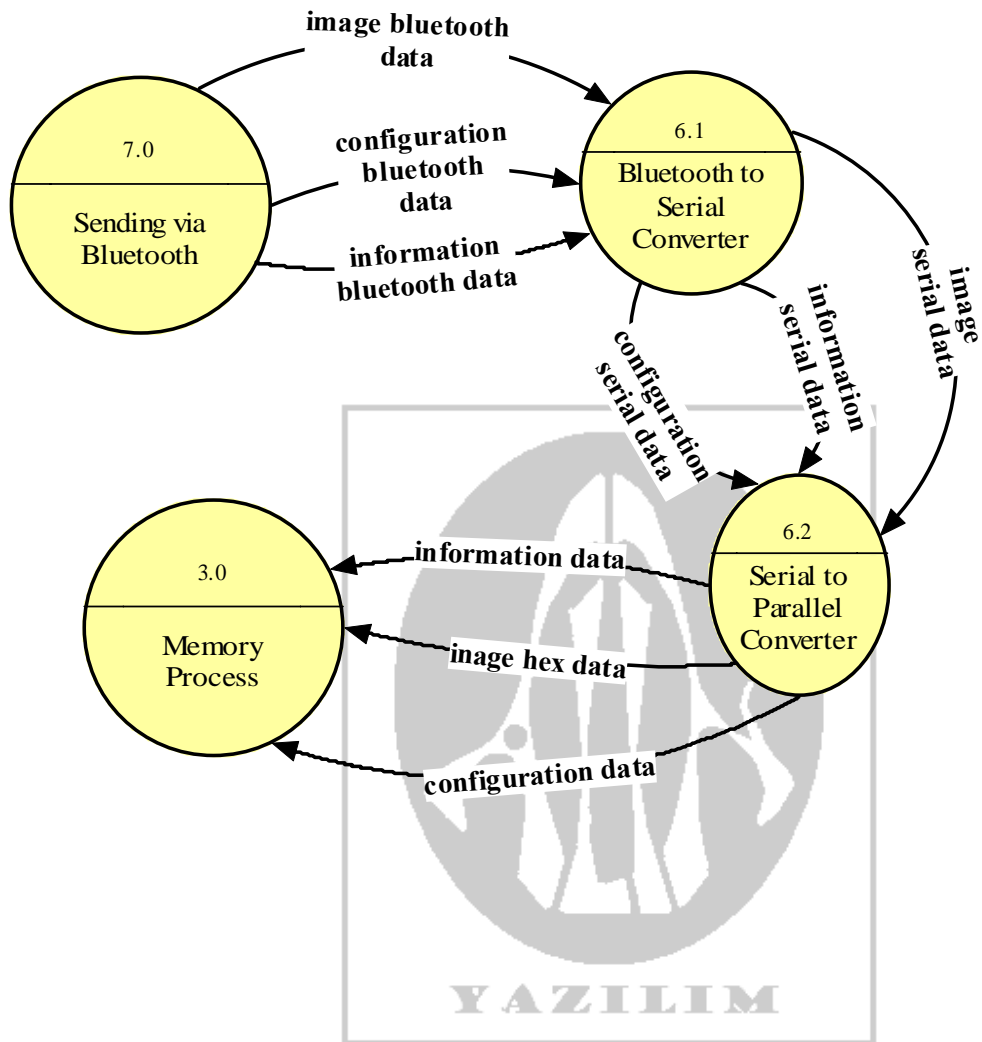 image bluetooth
data
7.0
Sending via
Bluetooth
configuration
bluetooth
data
information
bluetooth data
6.1
Bluetooth to
Serial
Converter
image
serial data
information
serial data
configuration
serial data
6.2
Serial to
Parallel
Converter
information data
image hex data
configuration data
3.0
Memory
Process
YAZILIM